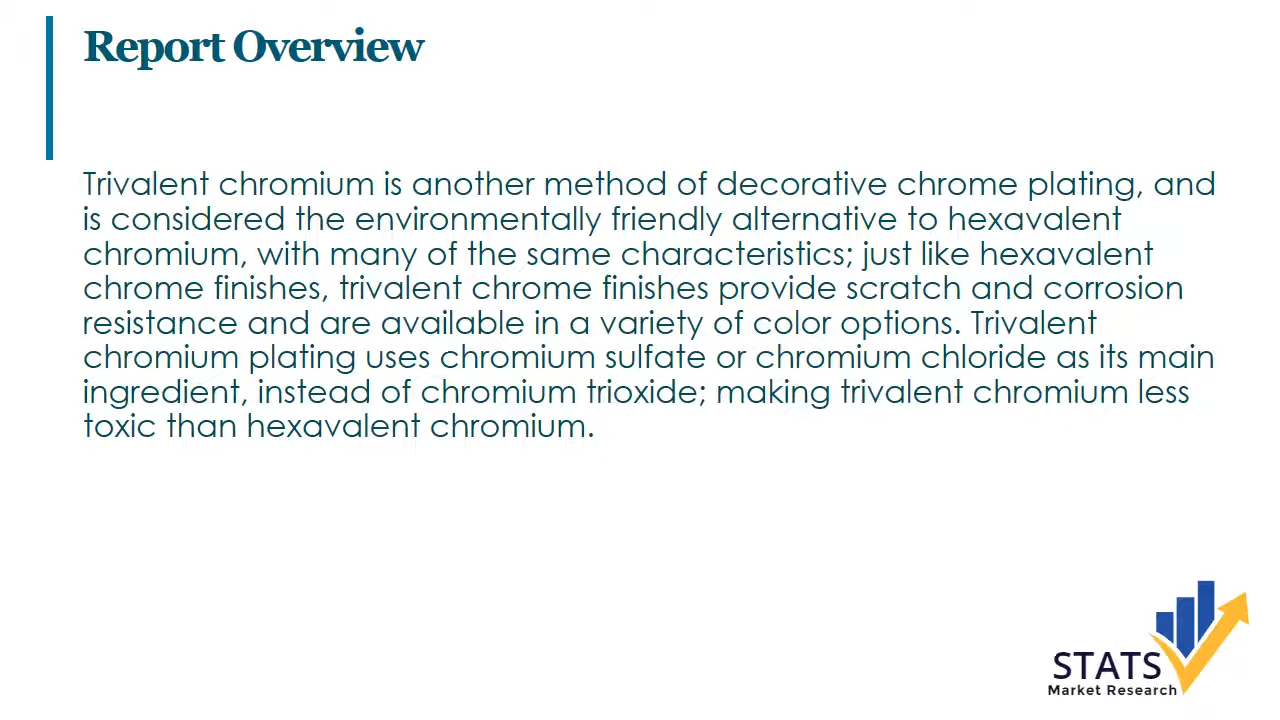 Report Overview
Trivalent chromium is another method of decorative chrome plating, and
is considered the environmentally friendly alternative to hexavalent
chromium, with many of the same characteristics; just like hexavalent
chrome finishes, trivalent chrome finishes provide scratch and corrosion
resistance and are available in a variety of color options. Trivalent
chromium plating uses chromium sulfate or chromium chloride as its main
ingredient, instead of chromium trioxide; making trivalent chromium less
toxic than hexavalent chromium.
STATS
Market Research